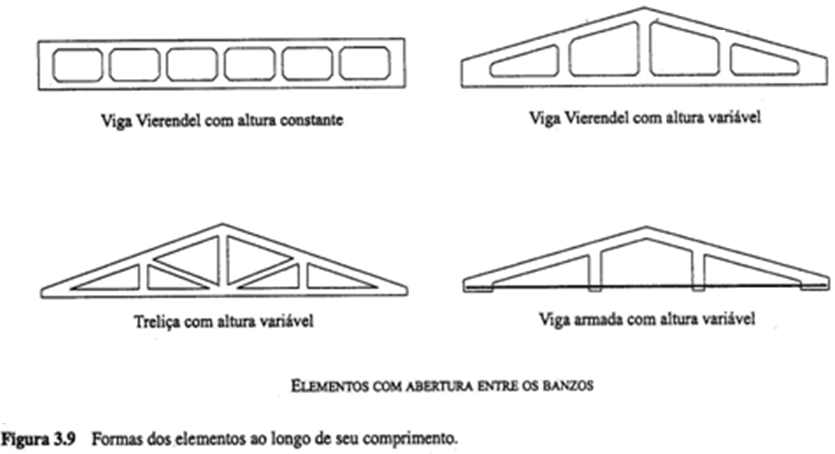 Viga Vierendel com altura constante
Viga Vierendel com altura variável
Treliça com altura variável
Viga armada com altura variável
ELEMENTOS COM ABERTURA ENTRE OS BANZOS
Figura 3.9 Formas dos elementos ao longo de seu comprimento.